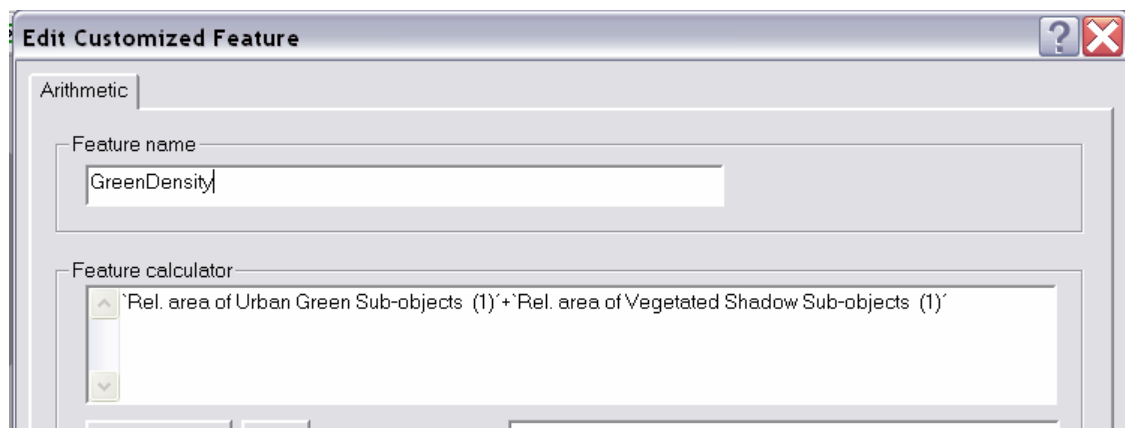 Edit Customized Feature
Arithmetic
Feature name
GreenDensity
Feature calculator
`Rel. area of Urban Green Sub-objects  (1)´+`Rel. area of Vegetated Shadow Sub-objects  (1)´